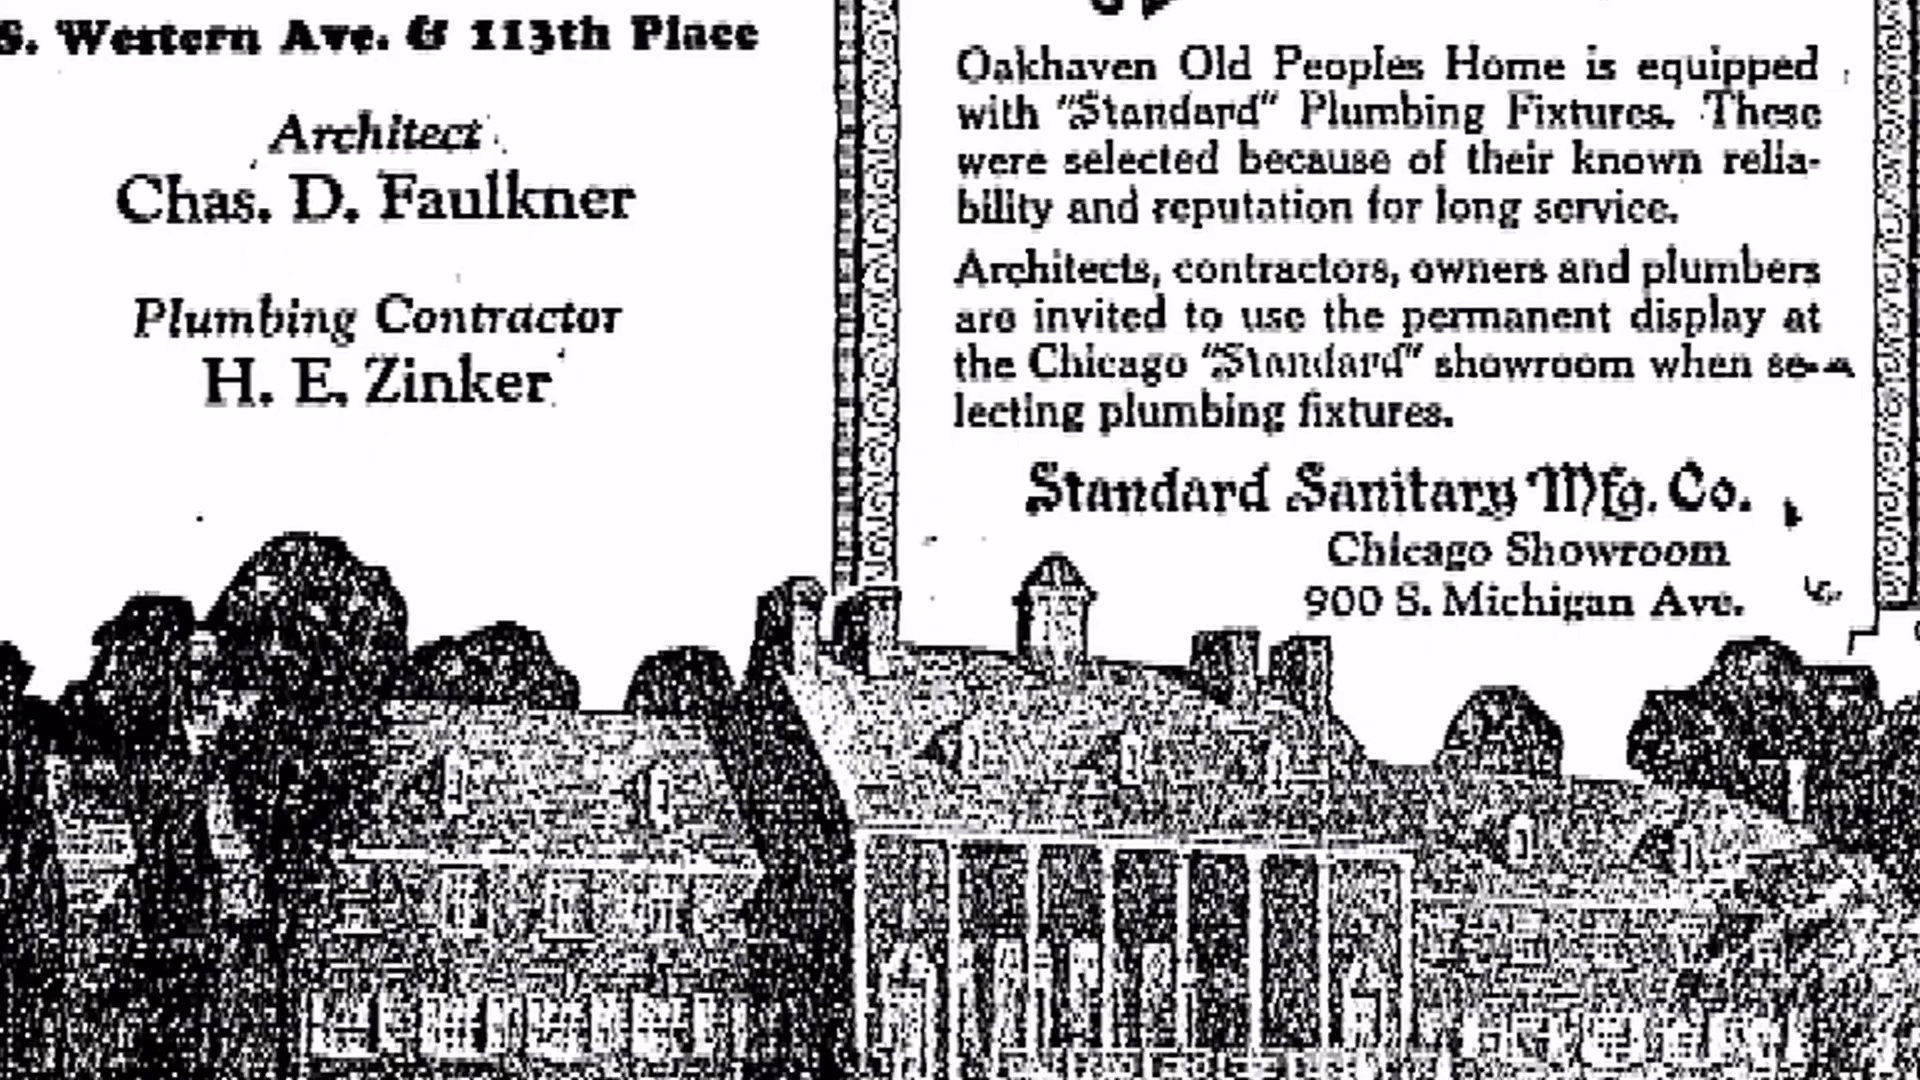 S. Western Ave. & 113th Place
Architect
Chas. D. Faulkner
Plumbing Contractor
H. E. Zinker
Oakhaven Old Peoples Home is equipped
with "Standard" Plumbing Fixtures. These
were selected because of their known relia-
bility and reputation for long service.
Architects, contractors, owners and plumbers
are invited to use the permanent display at
the Chicago "Standard" showroom when se-
lecting plumbing fixtures.
Standard Sanitary Mfg. Co.
Chicago Showroom
900 S. Michigan Ave.